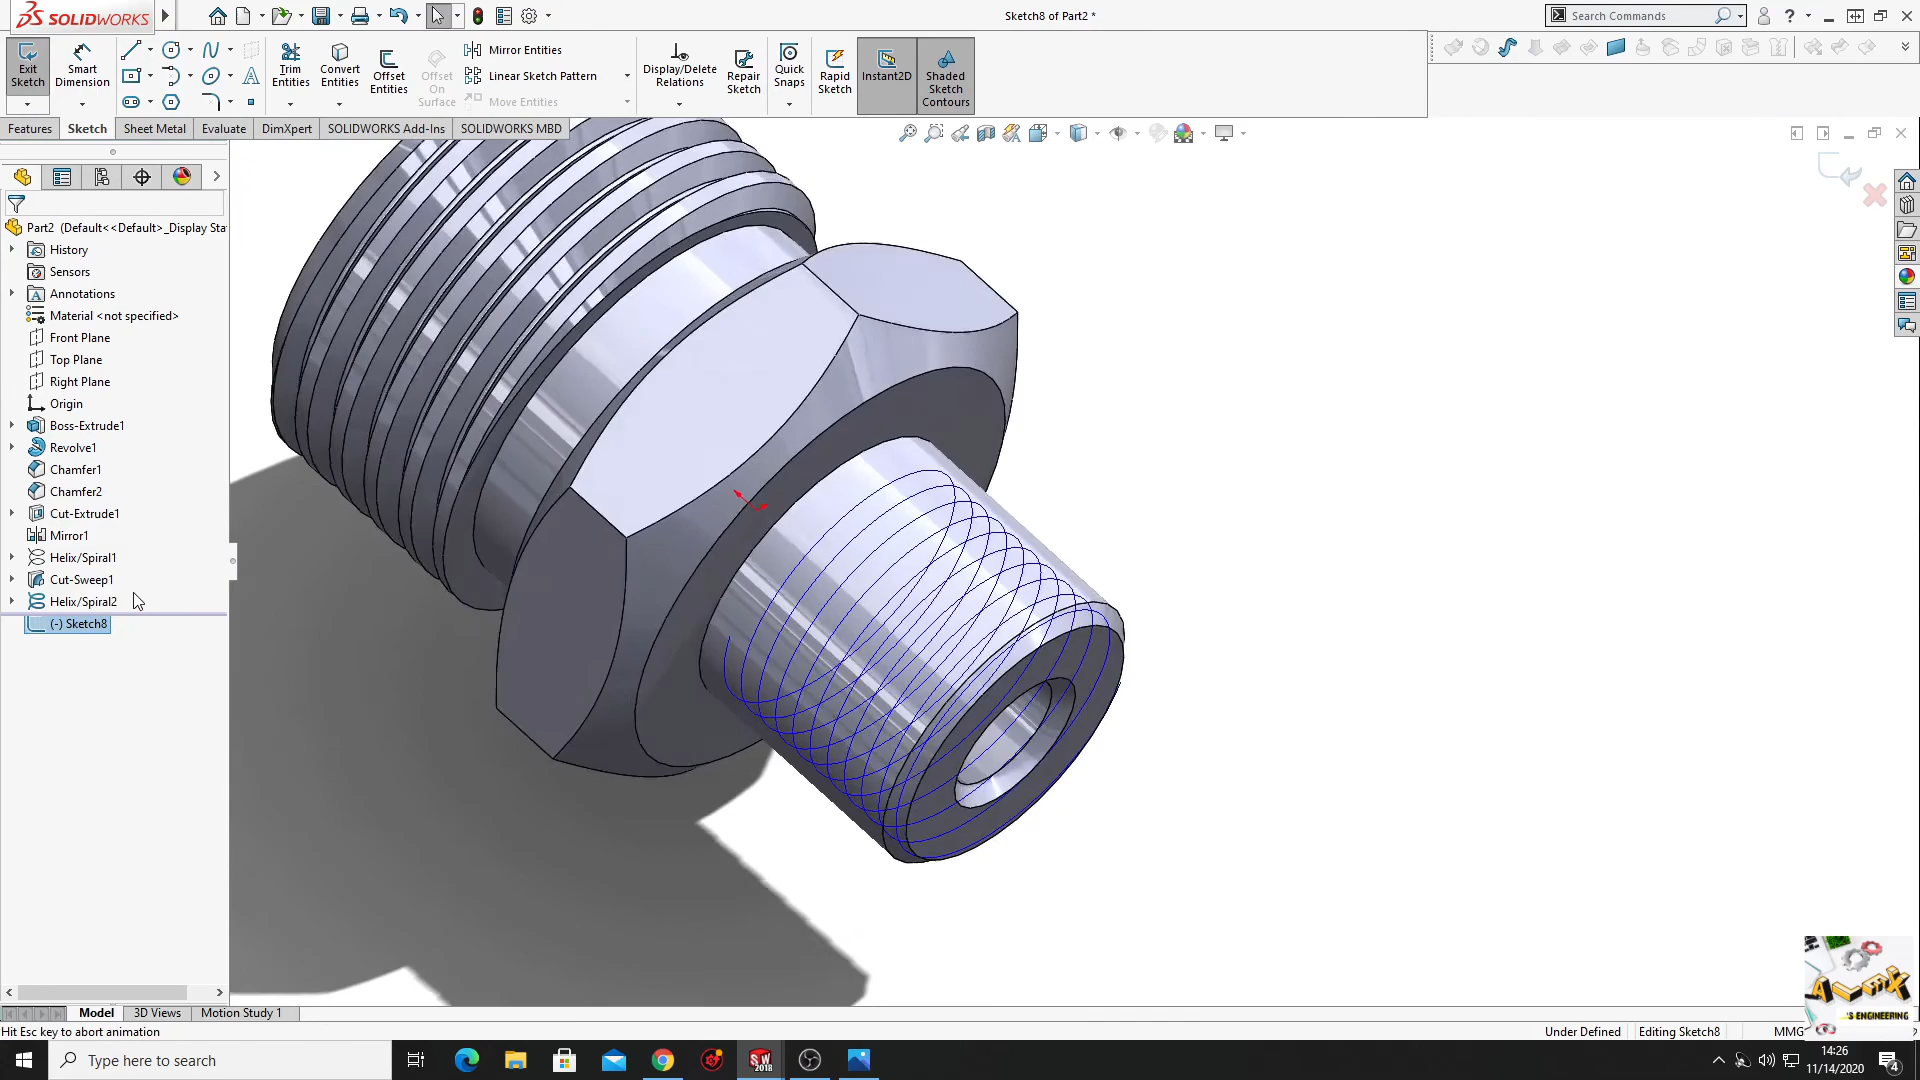 SOLIDWORKS
Sketch8 of Part2 *
Search Commands
Exit Sketch
Smart Dimension
Trim Entities
Convert Entities
Offset Entities
Offset On Surface
Mirror Entities
Linear Sketch Pattern
Move Entities
Display/Delete Relations
Repair Sketch
Quick Snaps
Rapid Sketch
Instant2D
Shaded Sketch Contours
Features
Sketch
Sheet Metal
Evaluate
DimXpert
SOLIDWORKS Add-Ins
SOLIDWORKS MBD
Part2 (Default<<Default>_Display Sta
History
Sensors
Annotations
Material <not specified>
Front Plane
Top Plane
Right Plane
Origin
Boss-Extrude1
Revolve1
Chamfer1
Chamfer2
Cut-Extrude1
Mirror1
Helix/Spiral1
Cut-Sweep1
Helix/Spiral2
(-) Sketch8
Model
3D Views
Motion Study 1
Hit Esc key to abort animation
Under Defined
Editing Sketch8
MMG
'S ENGINEERING
Type here to search
SW
2018
14:26
11/14/2020
4